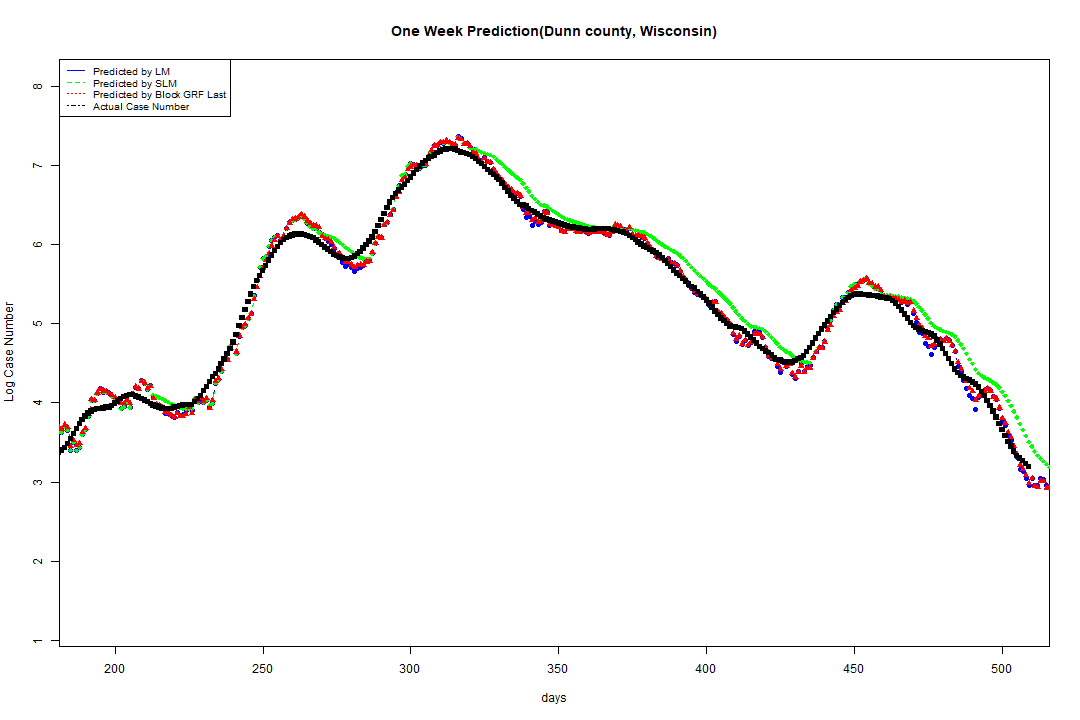 One Week Prediction(Dunn county, Wisconsin)
Predicted by LM
Predicted by SLM
Predicted by Block GRF Last
Actual Case Number
8
7
6
5
4
3
2
1
Log Case Number
200 250 300 350 400 450 500
days